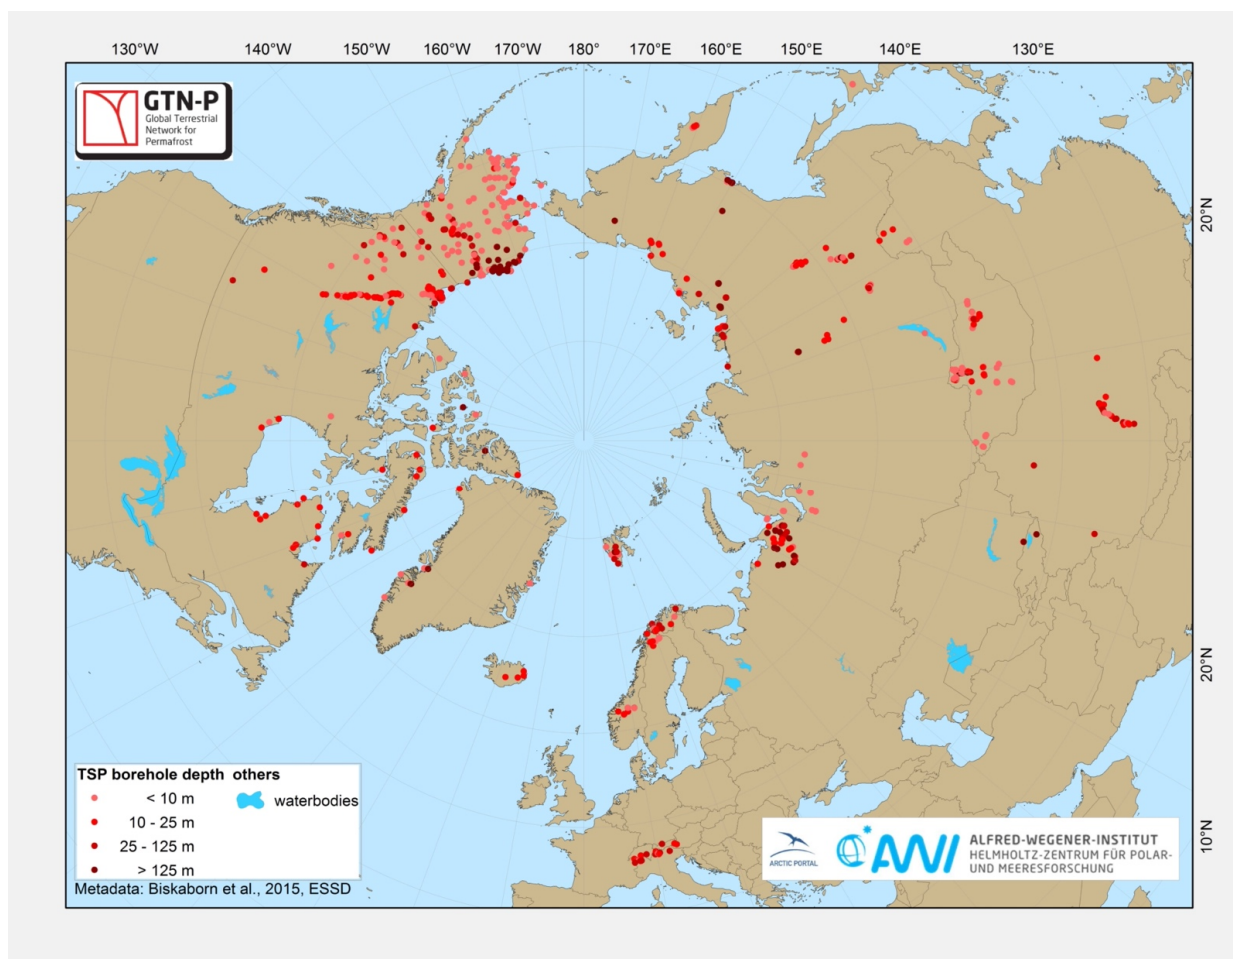 130°W 140°W 150°W 160°W 170°W 180° 170°E 160°E 150°E 140°E 130°E
GTN-P
Global Terrestrial
Network for
Permafrost
20°N
20°N
10°N
TSP borehole depth others
< 10 m waterbodies
10 - 25 m
25 - 125 m
> 125 m
Metadata: Biskaborn et al., 2015, ESSD
ARCTIC PORTAL
AWI
ALFRED-WEGENER-INSTITUT
HELMHOLTZ-ZENTRUM FÜR POLAR-
UND MEERESFORSCHUNG